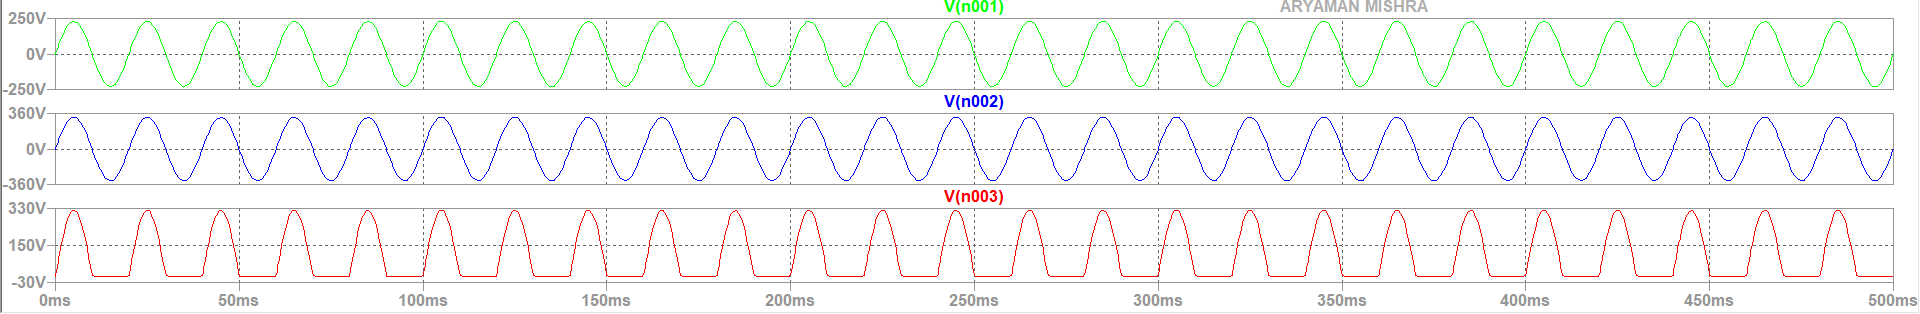 V(n001) ARYAMAN MISHRA
250V
0V
-250V
V(n002)
360V
0V
-360V
V(n003)
330V
150V
-30V
0ms 50ms 100ms 150ms 200ms 250ms 300ms 350ms 400ms 450ms 500ms